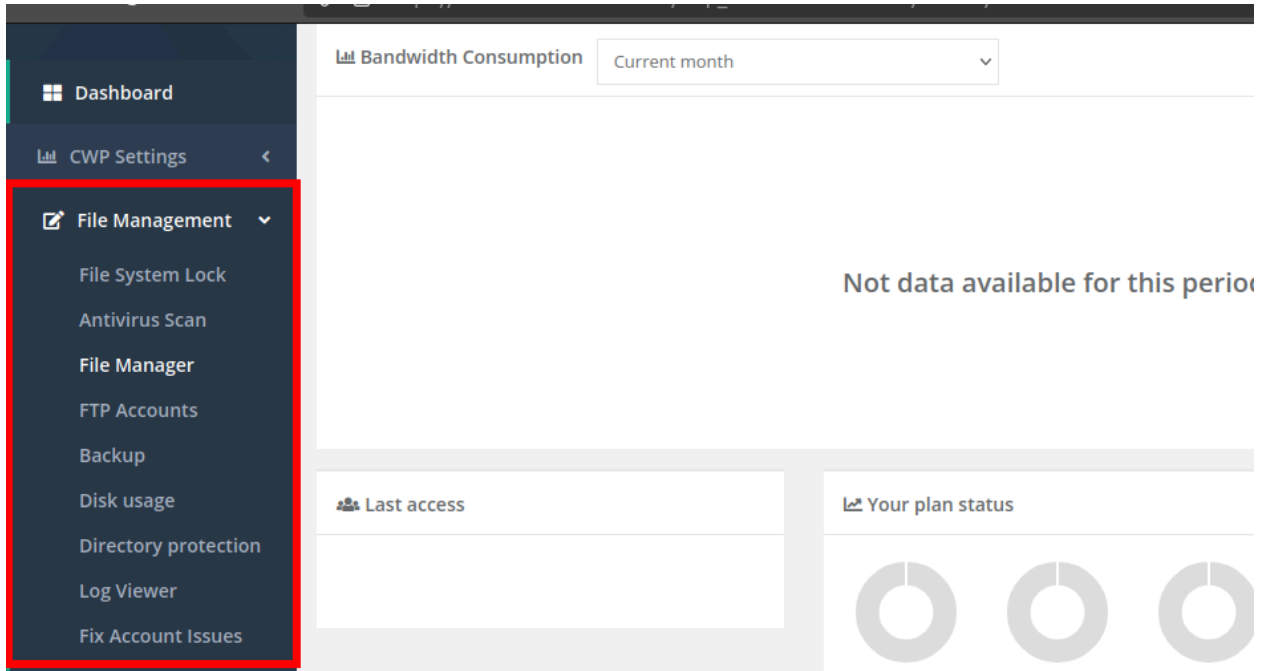 Bandwidth Consumption
Current month
Dashboard
CWP Settings
File Management
File System Lock
Antivirus Scan
File Manager
FTP Accounts
Backup
Disk usage
Directory protection
Log Viewer
Fix Account Issues
Not data available for this
Last access
Your plan status